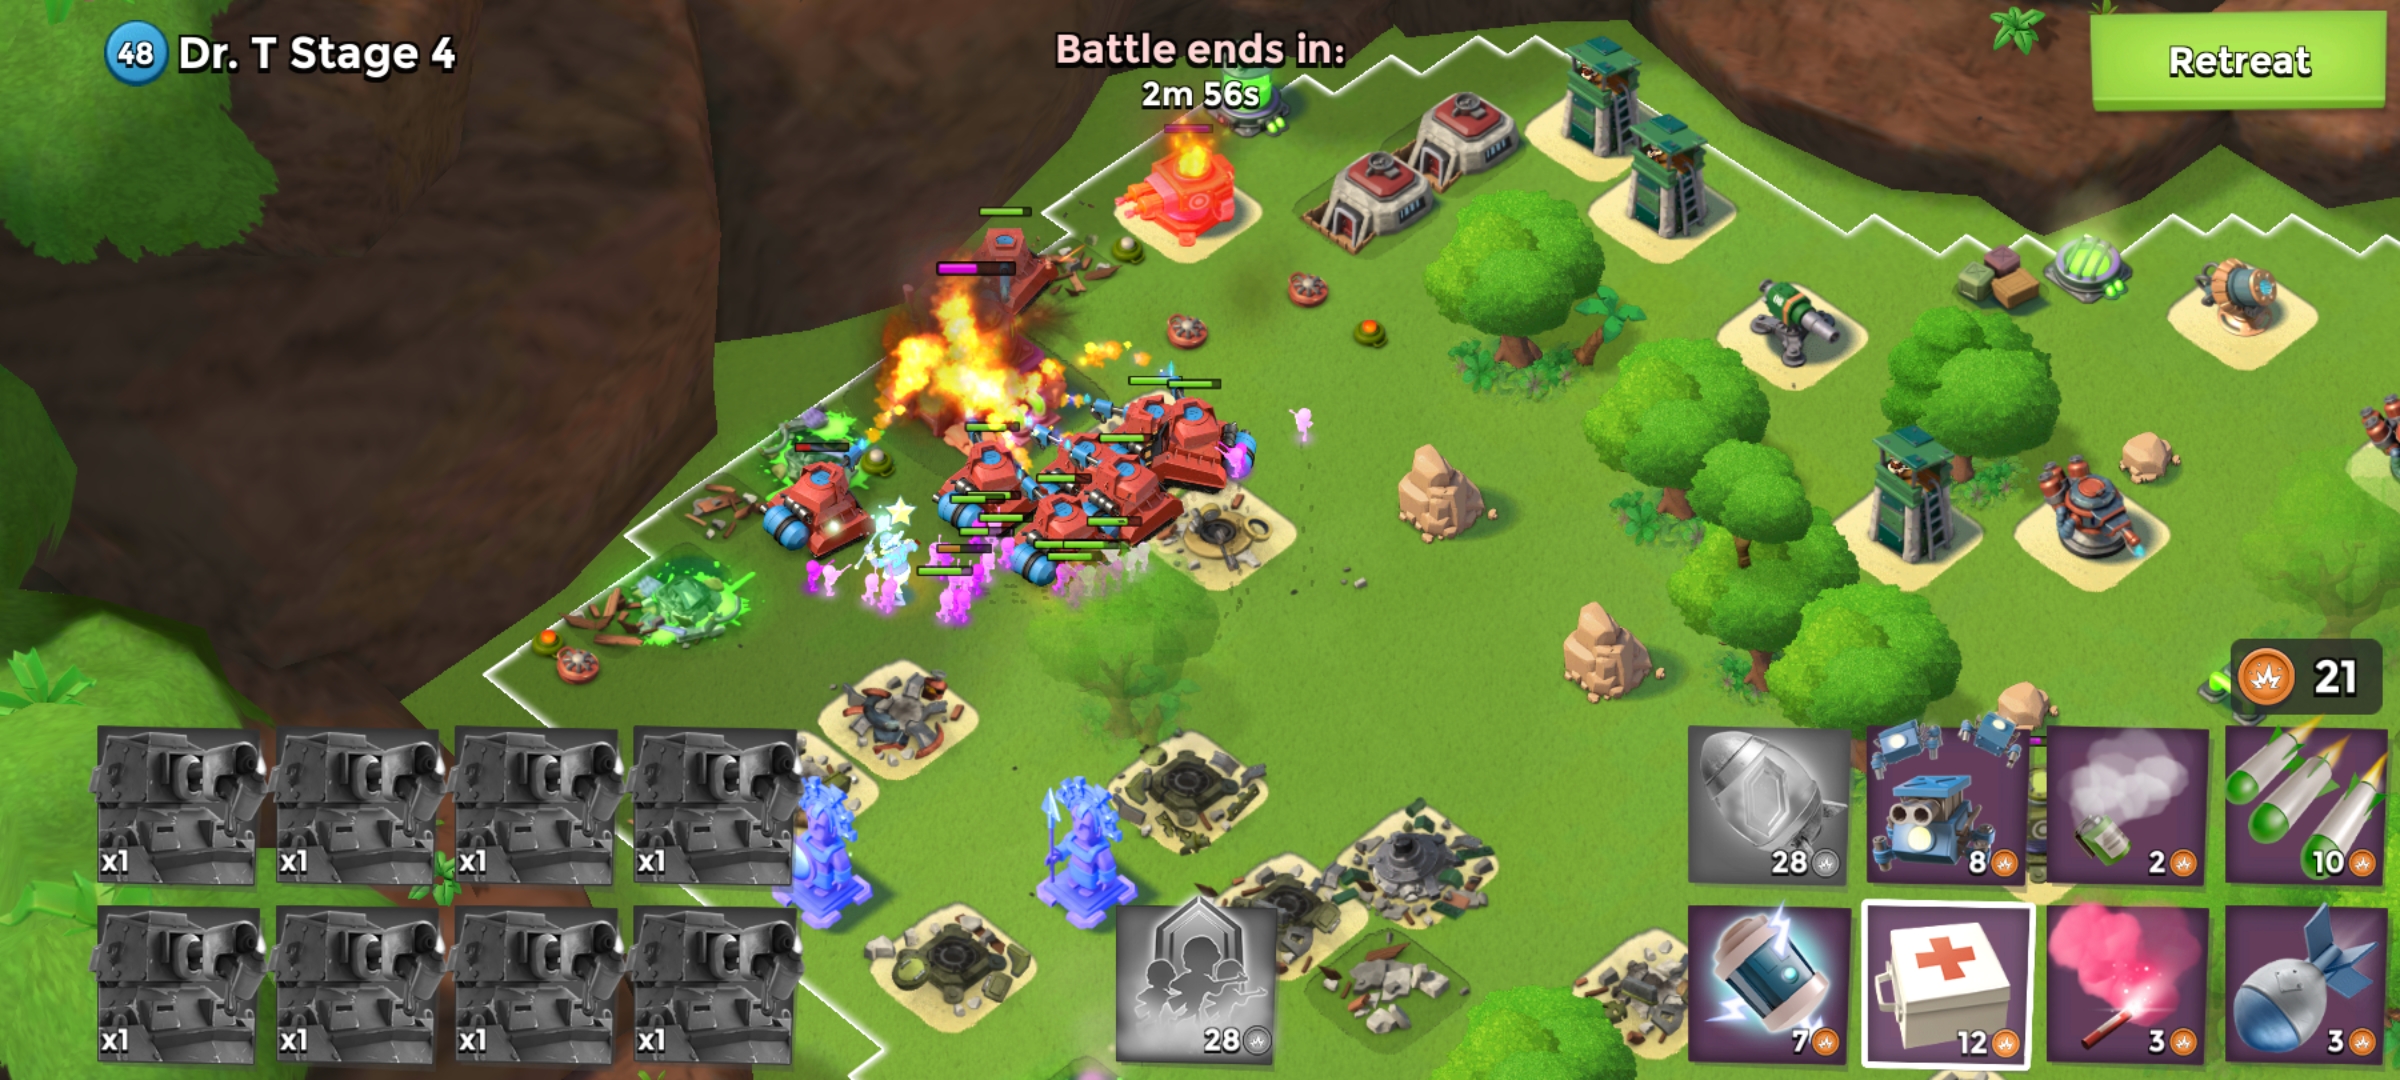 48 Dr. T Stage 4
Battle ends in:
2m 56s
Retreat
21
28
8
2
10
x1
x1
x1
x1
7
12
3
3
x1
x1
x1
x1
28